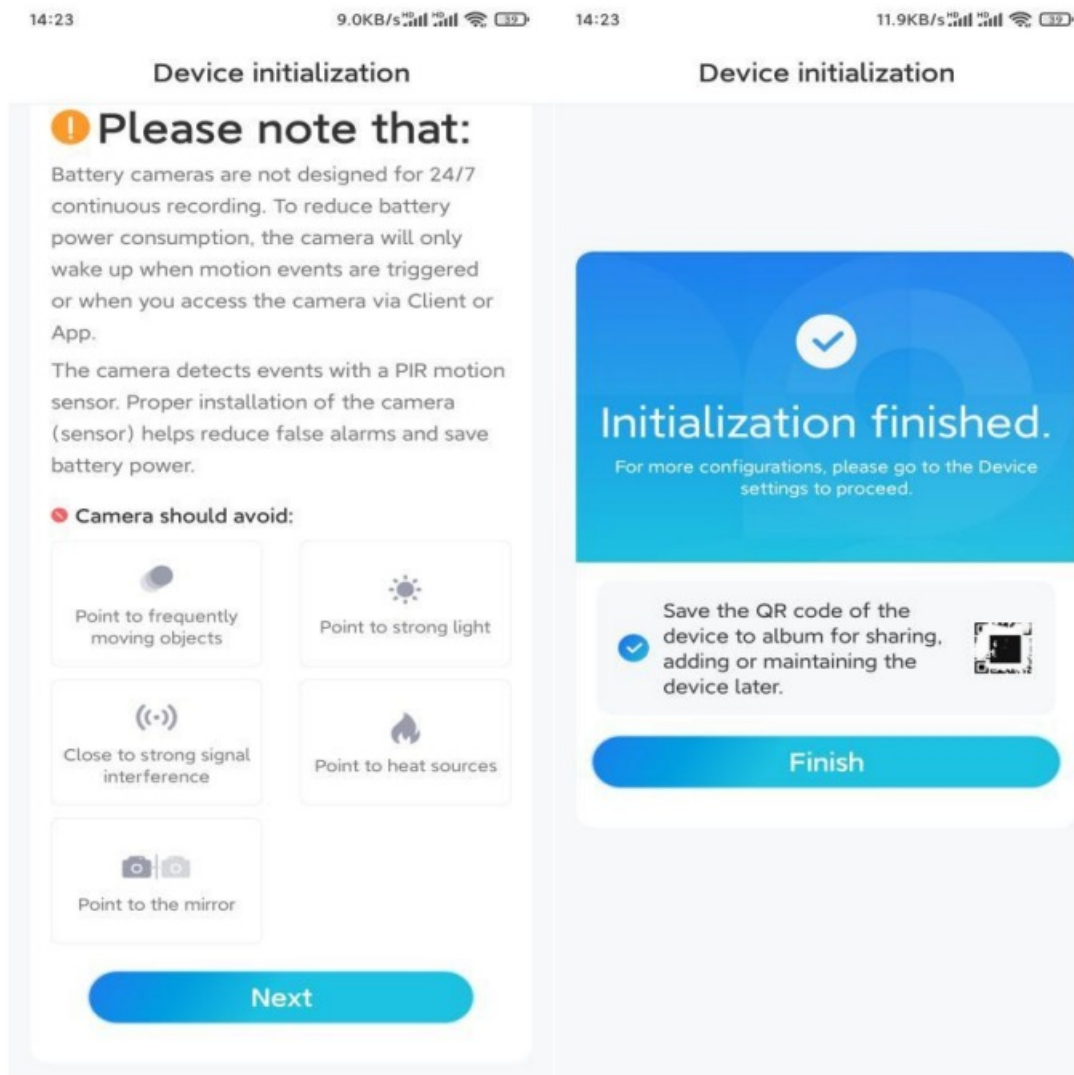 14:23
9.0KB/s
39
Device initialization
Please note that:
Battery cameras are not designed for 24/7
continuous recording. To reduce battery
power consumption, the camera will only
wake up when motion events are triggered
or when you access the camera via Client or
App.
The camera detects events with a PIR motion
sensor. Proper installation of the camera
(sensor) helps reduce false alarms and save
battery power.
Camera should avoid:
Point to frequently
moving objects
Point to strong light
Close to strong signal
interference
Point to heat sources
Point to the mirror
Next
14:23
11.9KB/s
39
Device initialization
Initialization finished.
For more configurations, please go to the Device
settings to proceed.
Save the QR code of the
device to album for sharing,
adding or maintaining the
device later.
Finish